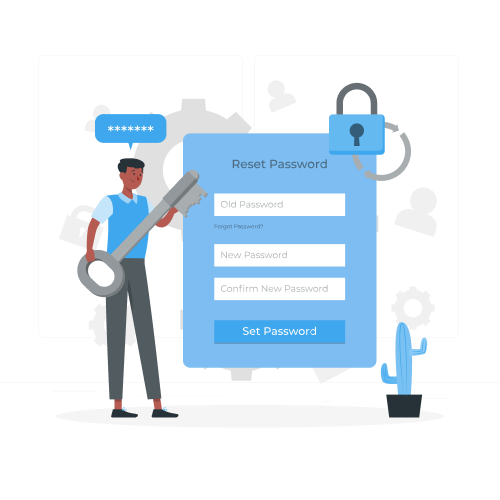 *******
Reset Password
Old Password
Forgot Password?
New Password
Confirm New Password
Set Password